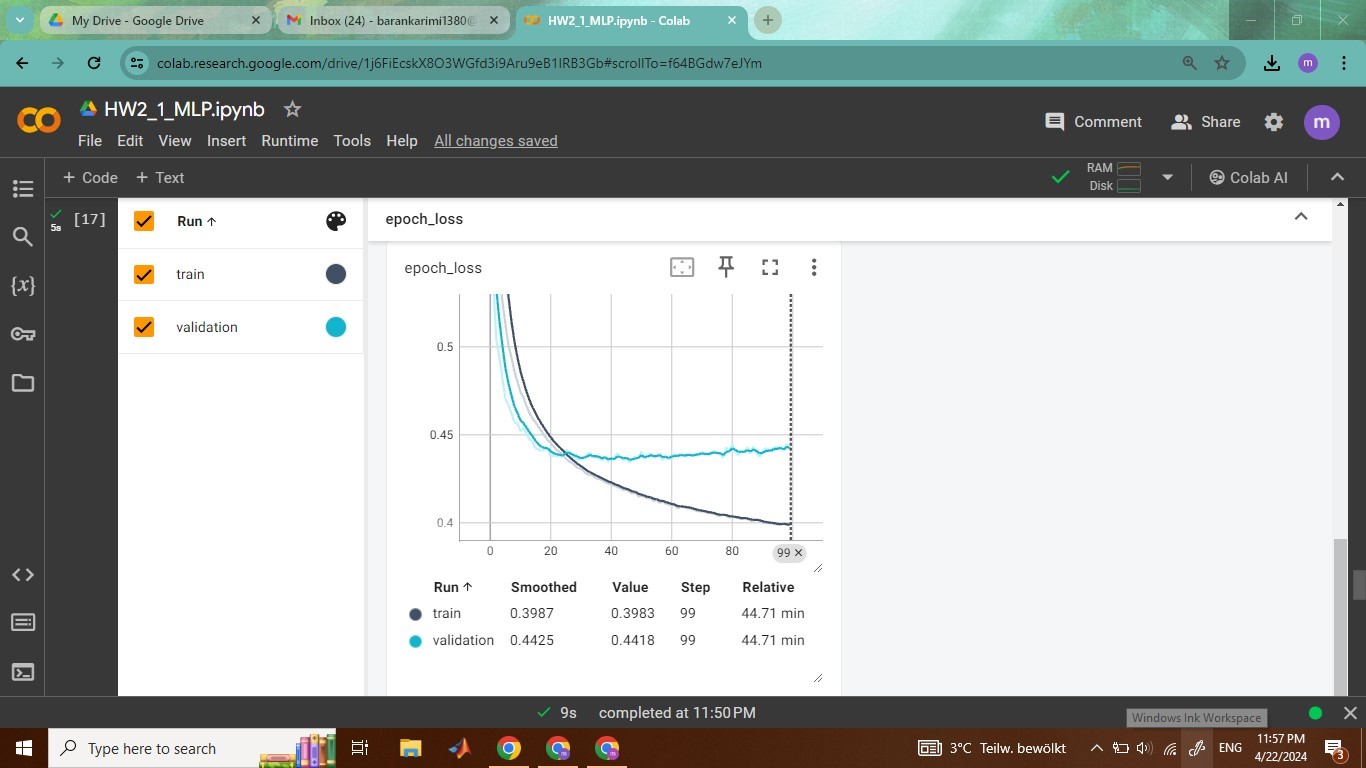 My Drive - Google Drive
Inbox (24) - barankarimi1380@
HW2_1_MLP.ipynb - Colab
colab.research.google.com/drive/1j6FiEcskX8O3WGfd3i9Aru9eB1lRB3Gb#scrollTo=f64BGdw7eJYm
m
HW2_1_MLP.ipynb
File Edit View Insert Runtime Tools Help All changes saved
Comment
Share
m
+ Code + Text
RAM
Disk
Colab AI
[17]
5s
Run ↑
train
validation
{x}
epoch_loss
epoch_loss
0.5
0.45
0.4
0 20 40 60 80 99
Run ↑ Smoothed Value Step Relative
train 0.3987 0.3983 99 44.71 min
validation 0.4425 0.4418 99 44.71 min
9s completed at 11:50 PM
Windows Ink Workspace
Type here to search
3°C Teilw. bewölkt
ENG
11:57 PM
4/22/2024
3